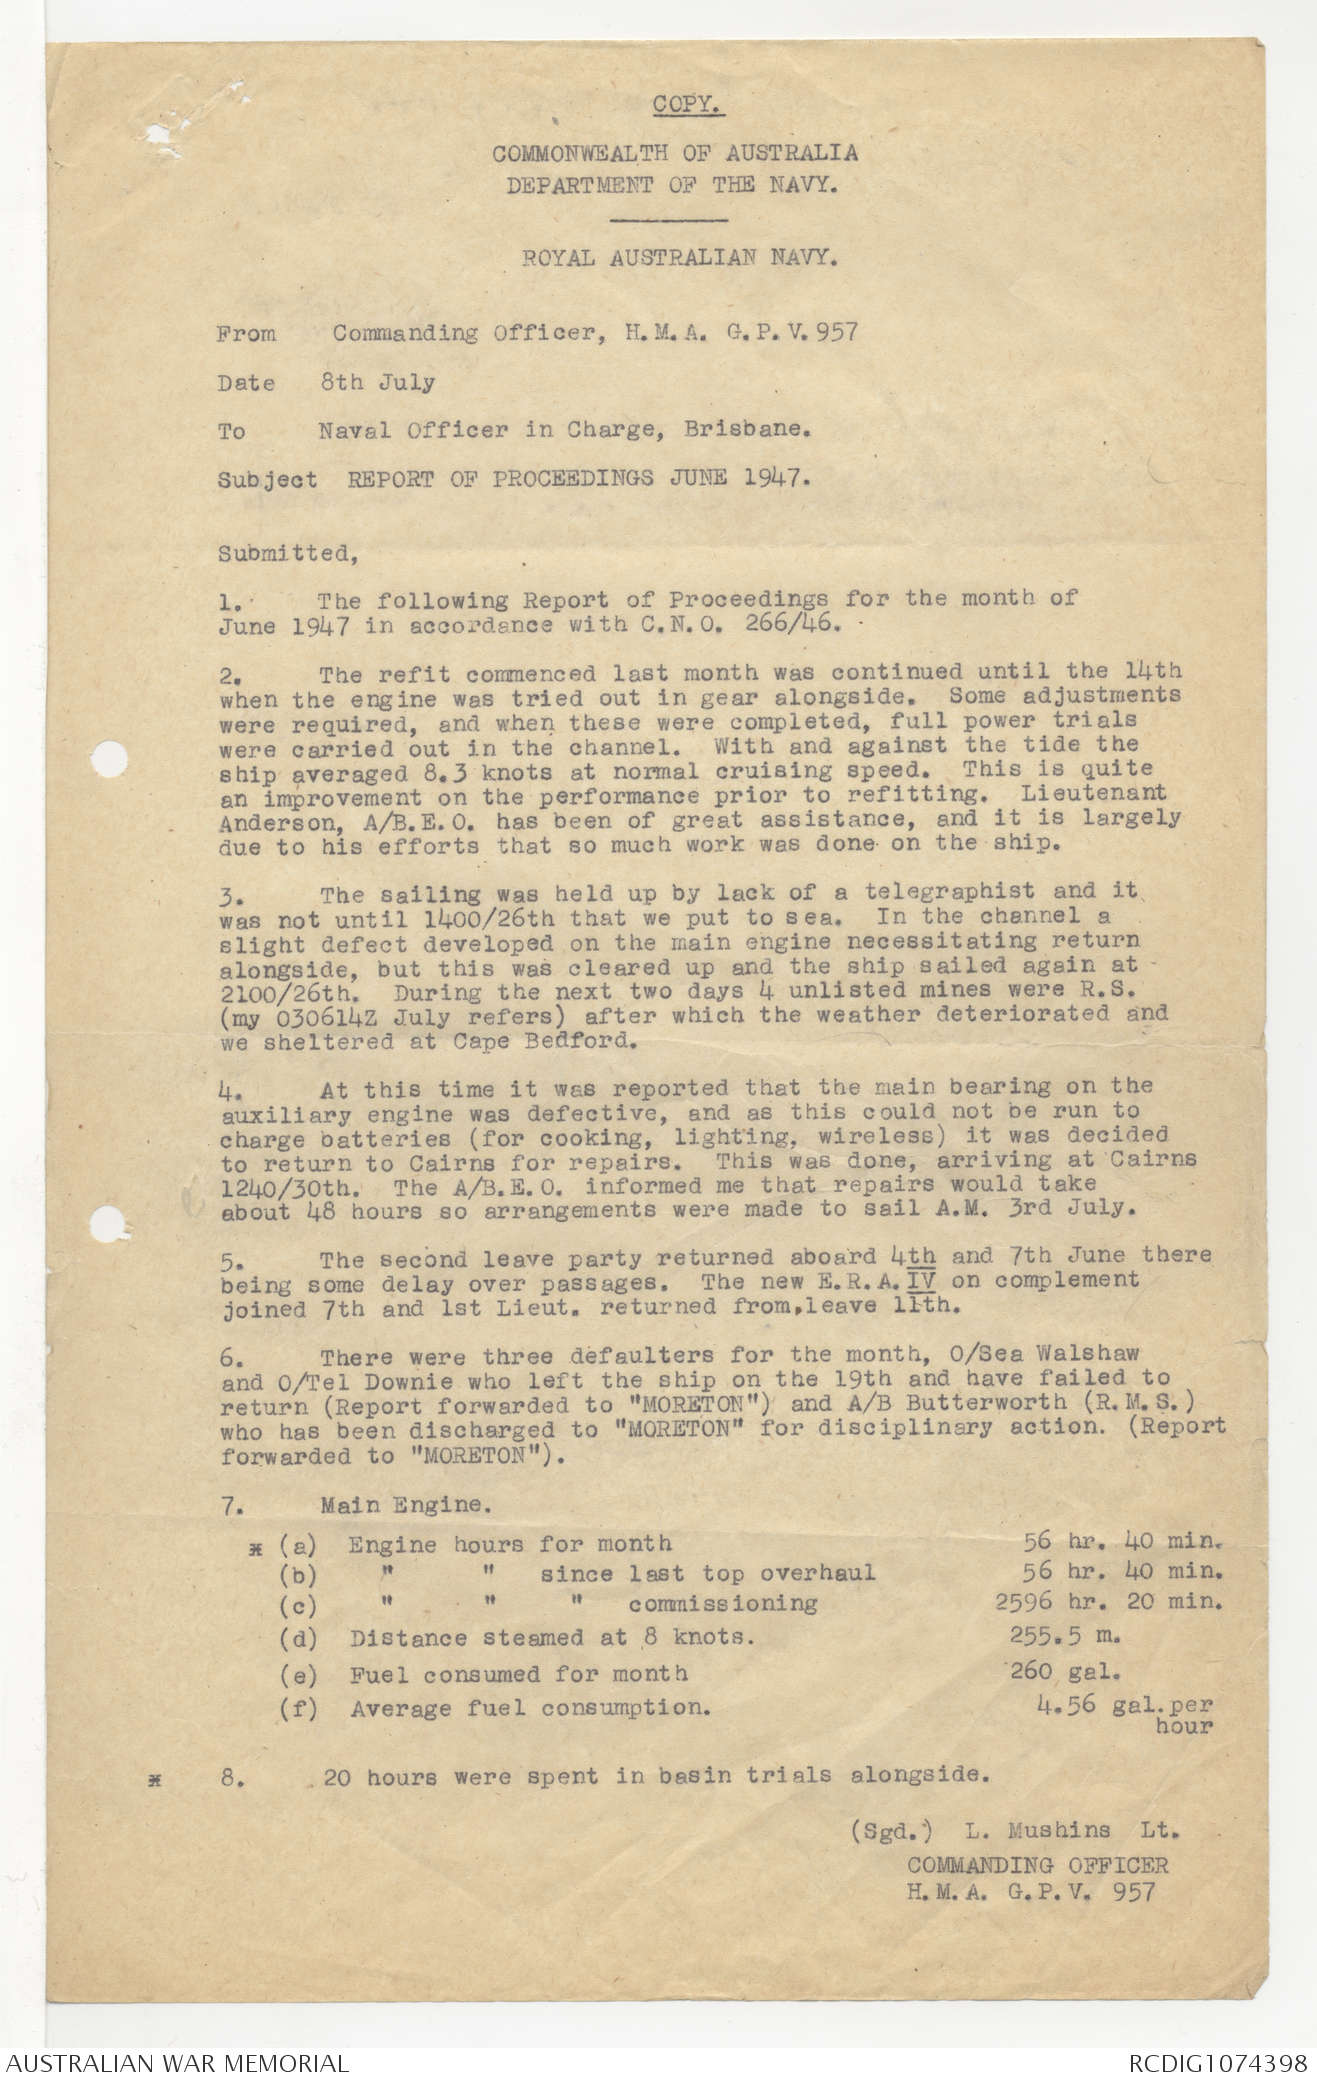 COPY.
COMMONWEALTH OF AUSTRALIA
DEPARTMENT OF THE NAVY.
ROYAL AUSTRALIAN NAVY.
From Commanding Officer, H.M.A. G.P.V. 957
Date 8th July
To Naval Officer in Charge, Brisbane.
Subject REPORT OF PROCEEDINGS JUNE 1947.
Submitted,
1. The following Report of Proceedings for the month of
June 1947 in accordance with C.N.O. 266/46.
2. The refit commenced last month was continued until the 14th
when the engine was tried out in gear alongside. Some adjustments
were required, and when these were completed, full power trials
were carried out in the channel. With and against the tide the
ship averaged 8.3 knots at normal cruising speed. This is quite
an improvement on the performance prior to refitting. Lieutenant
Anderson, A/B.E.O. has been of great assistance, and it is largely
due to his efforts that so much work was done on the ship.
3. The sailing was held up by lack of a telegraphist and it
was not until 1400/26th that we put to sea. In the channel a
slight defect developed on the main engine necessitating return
alongside, but this was cleared up and the ship sailed again at
2100/26th. During the next two days 4 unlisted mines were R.S.
(my 030614Z July refers) after which the weather deteriorated and
we sheltered at Cape Bedford.
4. At this time it was reported that the main bearing on the
auxiliary engine was defective, and as this could not be run to
charge batteries (for cooking, lighting, wireless) it was decided
to return to Cairns for repairs. This was done, arriving at Cairns
1240/30th. The A/B.E.O. informed me that repairs would take
about 48 hours so arrangements were made to sail A.M. 3rd July.
5. The second leave party returned aboard 4th and 7th June there
being some delay over passages. The new E.R.A. IV on complement
joined 7th and 1st Lieut. returned from,leave 11th.
6. There were three defaulters for the month, O/Sea Walshaw
and O/Tel Downie who left the ship on the 19th and have failed to
return (Report forwarded to "MORETON") and A/B Butterworth (R.M.S.)
who has been discharged to "MORETON" for disciplinary action. (Report
forwarded to "MORETON").
7. Main Engine.
* (a) Engine hours for month 56 hr. 40 min.
(b) " " since last top overhaul 56 hr. 40 min.
(c) " " " commissioning 2596 hr. 20 min.
(d) Distance steamed at 8 knots. 255.5 m.
(e) Fuel consumed for month 260 gal.
(f) Average fuel consumption. 4.56 gal.per
hour
* 8. 20 hours were spent in basin trials alongside.
(Sgd.) L. Mushins Lt.
COMMANDING OFFICER
H.M.A. G.P.V. 957
AUSTRALIAN WAR MEMORIAL RCDIG1074398